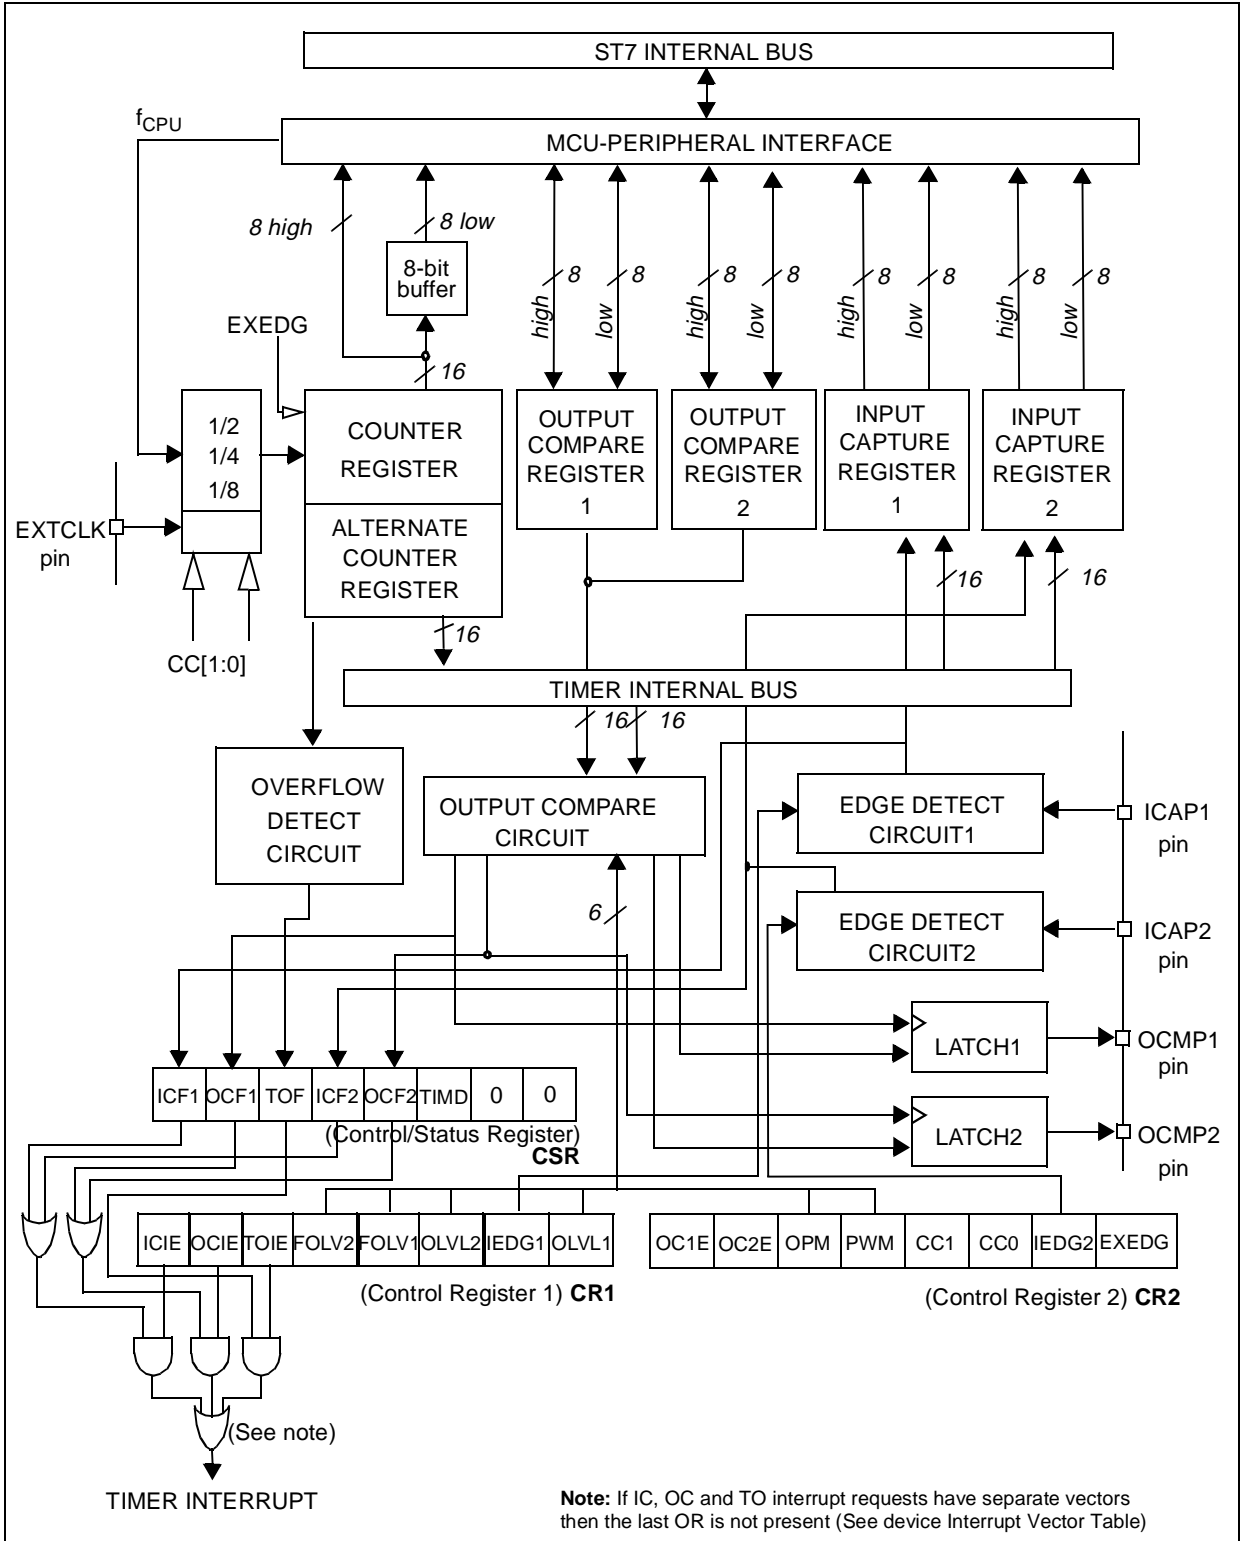 ST7 INTERNAL BUS
fCPU
MCU-PERIPHERAL INTERFACE
8 high
8 low
8-bit
buffer
high
8
low
8
high
8
low
8
high
8
low
8
high
8
low
8
EXEDG
16
1/2
1/4
1/8
COUNTER
REGISTER
ALTERNATE
COUNTER
REGISTER
OUTPUT
COMPARE
REGISTER
1
OUTPUT
COMPARE
REGISTER
2
INPUT
CAPTURE
REGISTER
1
INPUT
CAPTURE
REGISTER
2
EXTCLK
pin
CC[1:0]
16
16
16
TIMER INTERNAL BUS
16
16
OVERFLOW
DETECT
CIRCUIT
OUTPUT COMPARE
CIRCUIT
EDGE DETECT
CIRCUIT1
ICAP1
pin
6
EDGE DETECT
CIRCUIT2
ICAP2
pin
LATCH1
OCMP1
pin
LATCH2
OCMP2
pin
ICF1 OCF1 TOF ICF2 OCF2 TIMD 0 0
(Control/Status Register)
CSR
ICIE OCIE TOIE FOLV2 FOLV1 OLVL2 IEDG1 OLVL1
(Control Register 1) CR1
OC1E OC2E OPM PWM CC1 CC0 IEDG2 EXEDG
(Control Register 2) CR2
(See note)
TIMER INTERRUPT
Note: If IC, OC and TO interrupt requests have separate vectors
then the last OR is not present (See device Interrupt Vector Table)